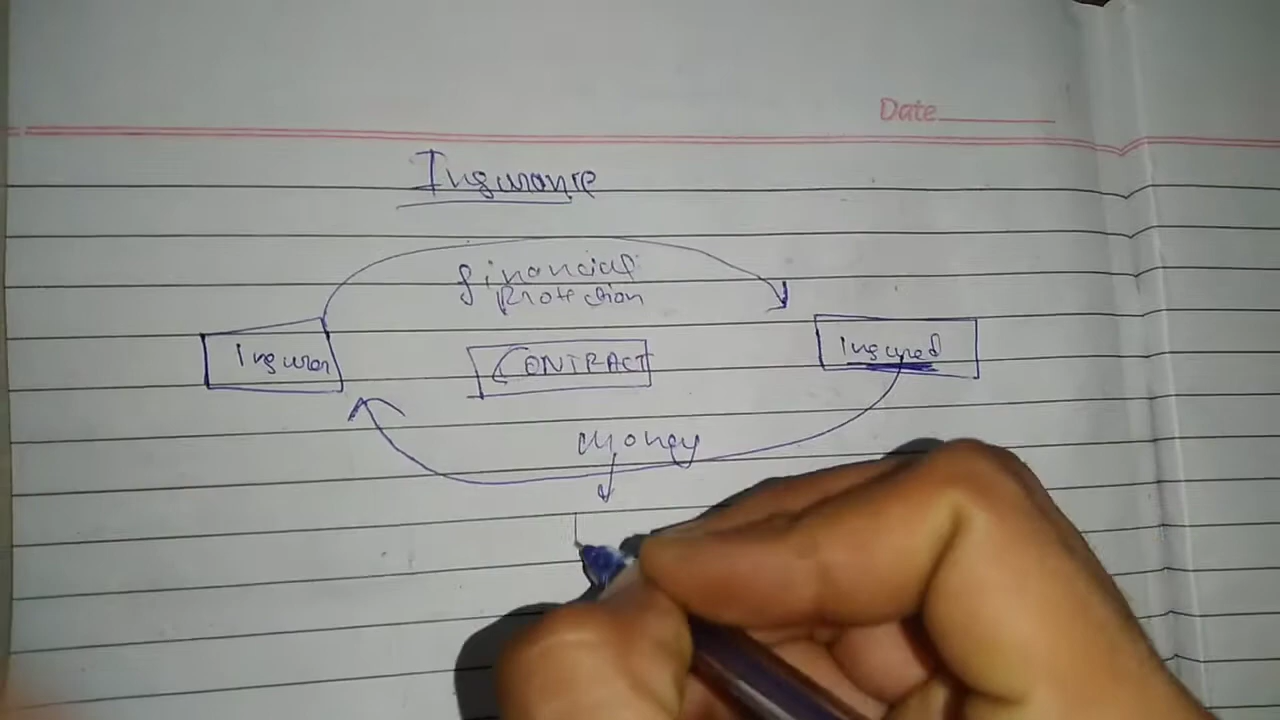 Date
Insurance
financial
Protection
Insurer
CONTRACT
Insured
Money